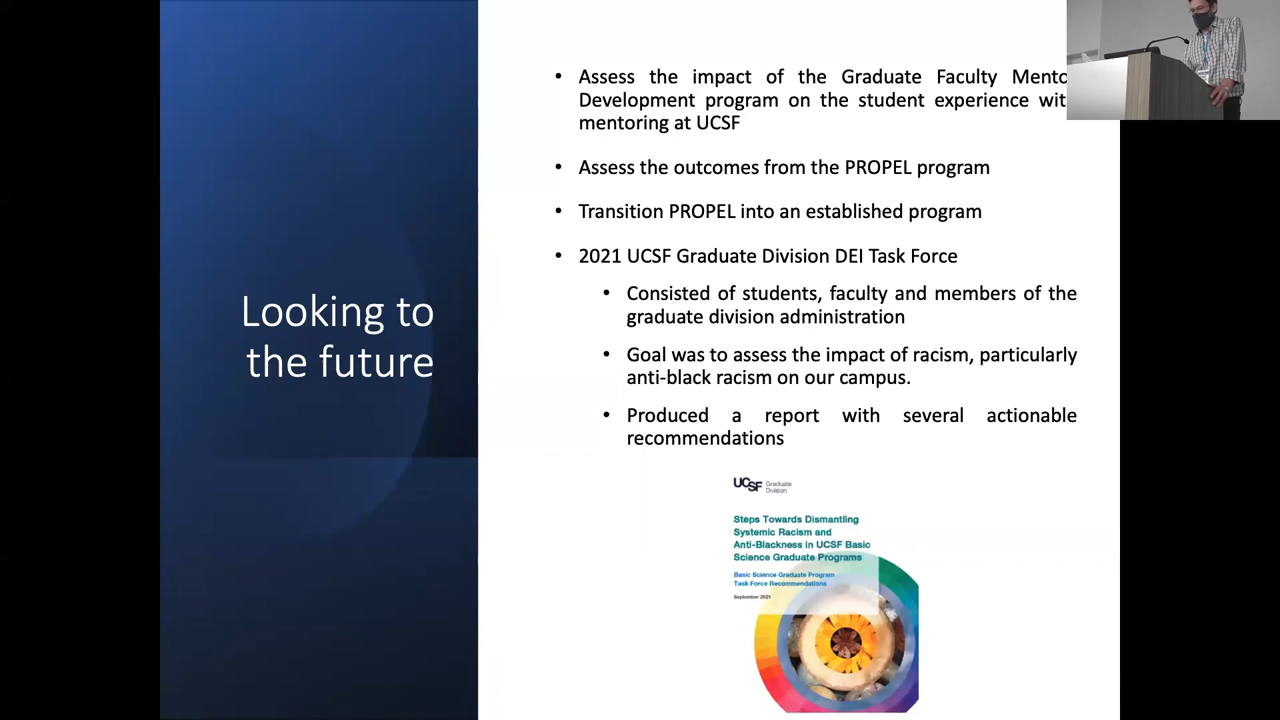 Looking to
the future
• Assess the impact of the Graduate Faculty Mento
Development program on the student experience wit
mentoring at UCSF
• Assess the outcomes from the PROPEL program
• Transition PROPEL into an established program
• 2021 UCSF Graduate Division DEI Task Force
• Consisted of students, faculty and members of the
graduate division administration
• Goal was to assess the impact of racism, particularly
anti-black racism on our campus.
• Produced a report with several actionable
recommendations
UCSF Graduate
Division
Steps Towards Dismantling
Systemic Racism and
Anti-Blackness in UCSF Basic
Science Graduate Programs
Basic Science Graduate Program
Task Force Recommendations
September 2021